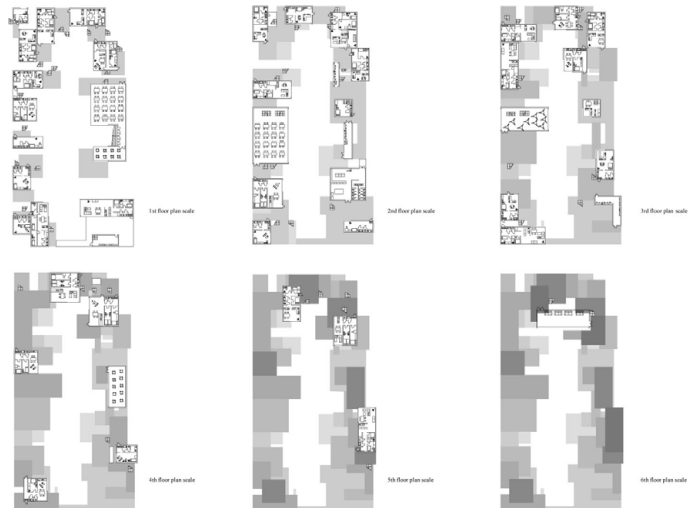 1st floor plan scale
2nd floor plan scale
3rd floor plan scale
4th floor plan scale
5th floor plan scale
6th floor plan scale